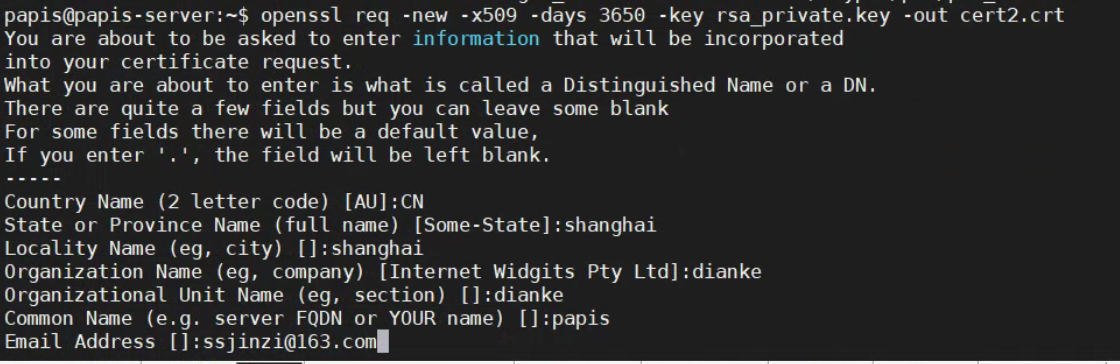 papis@papis-server:~$ openssl req -new -x509 -days 3650 -key rsa_private.key -out cert2.crt
You are about to be asked to enter information that will be incorporated
into your certificate request.
What you are about to enter is what is called a Distinguished Name or a DN.
There are quite a few fields but you can leave some blank
For some fields there will be a default value,
If you enter '.', the field will be left blank.
-----
Country Name (2 letter code) [AU]:CN
State or Province Name (full name) [Some-State]:shanghai
Locality Name (eg, city) []:shanghai
Organization Name (eg, company) [Internet Widgits Pty Ltd]:dianke
Organizational Unit Name (eg, section) []:dianke
Common Name (e.g. server FQDN or YOUR name) []:papis
Email Address []:ssjinzi@163.com